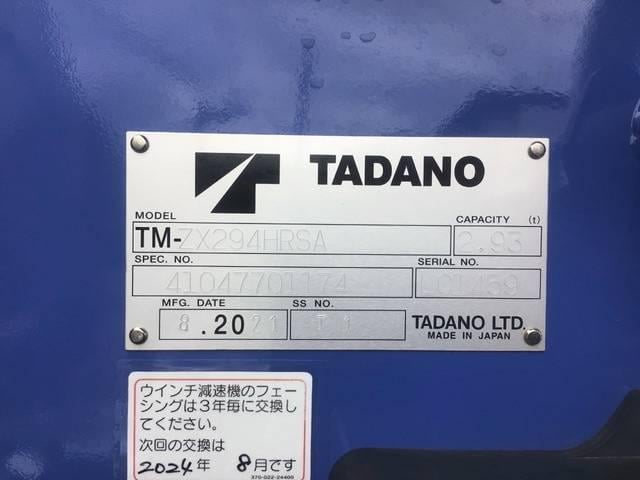 TADANO
MODEL
CAPACITY (t)
TM-ZX294HRSA
2.93
SPEC. NO.
SERIAL NO.
41047701174
MFG. DATE
SS NO.
8.2021
TADANO LTD.
MADE IN JAPAN
ウインチ減速機のフェー
シングは3年毎に交換し
てください。
次回の交換は
2024年 8月です
370-022-24400